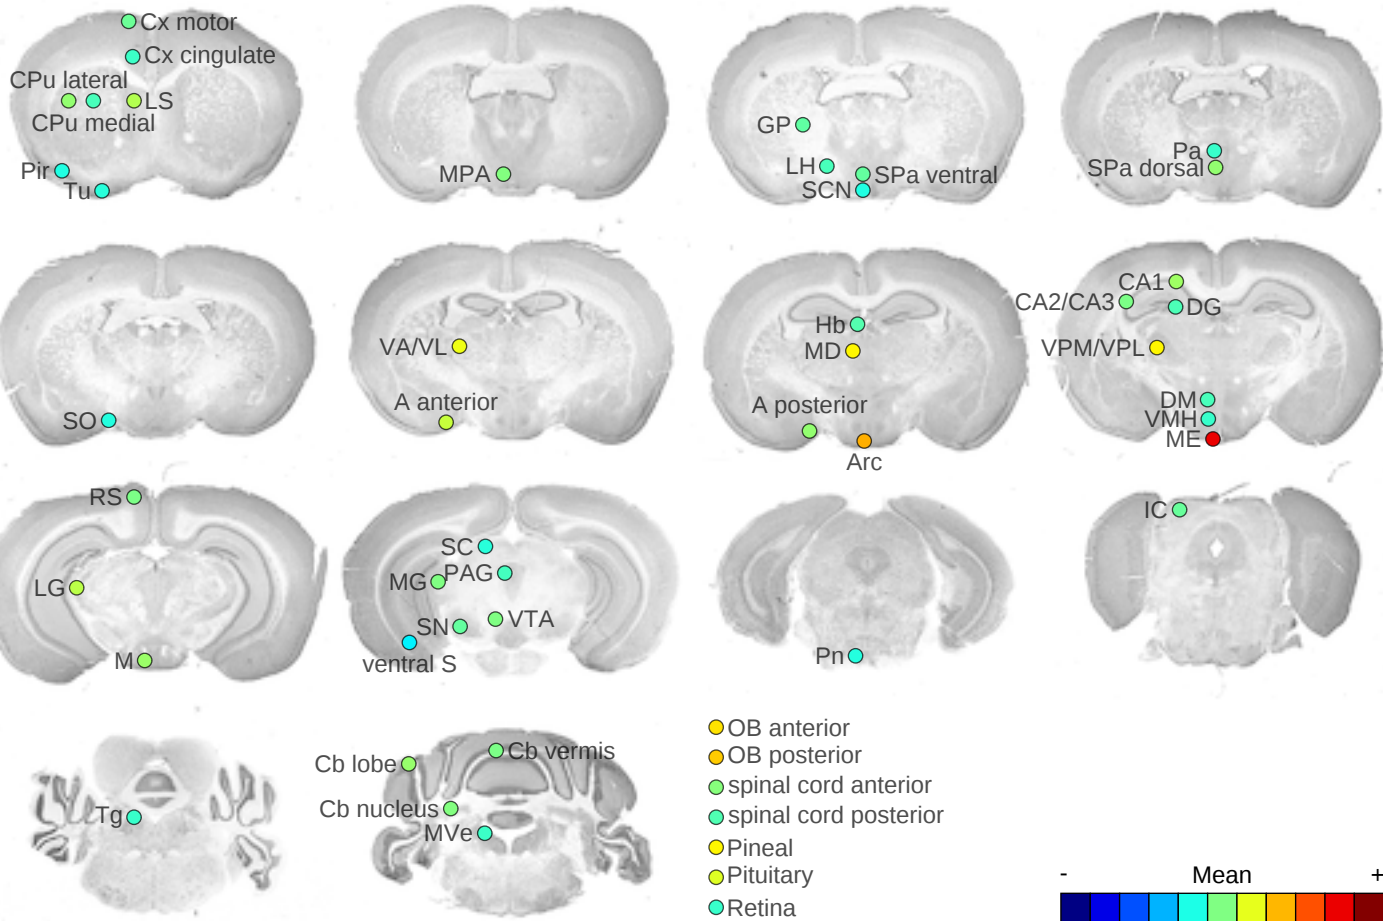 Cx motor
Cx cingulate
CPu lateral
LS
CPu medial
Pir
Tu
MPA
GP
LH
SPa ventral
SCN
Pa
SPa dorsal
SO
VA/VL
A anterior
Hb
MD
A posterior
Arc
CA1
CA2/CA3
DG
VPM/VPL
DM
VMH
ME
RS
LG
M
SC
PAG
MG
VTA
SN
ventral S
Pn
IC
Tg
Cb lobe
Cb vermis
Cb nucleus
MVe
OB anterior
OB posterior
spinal cord anterior
spinal cord posterior
Pineal
Pituitary
Retina
- Mean +